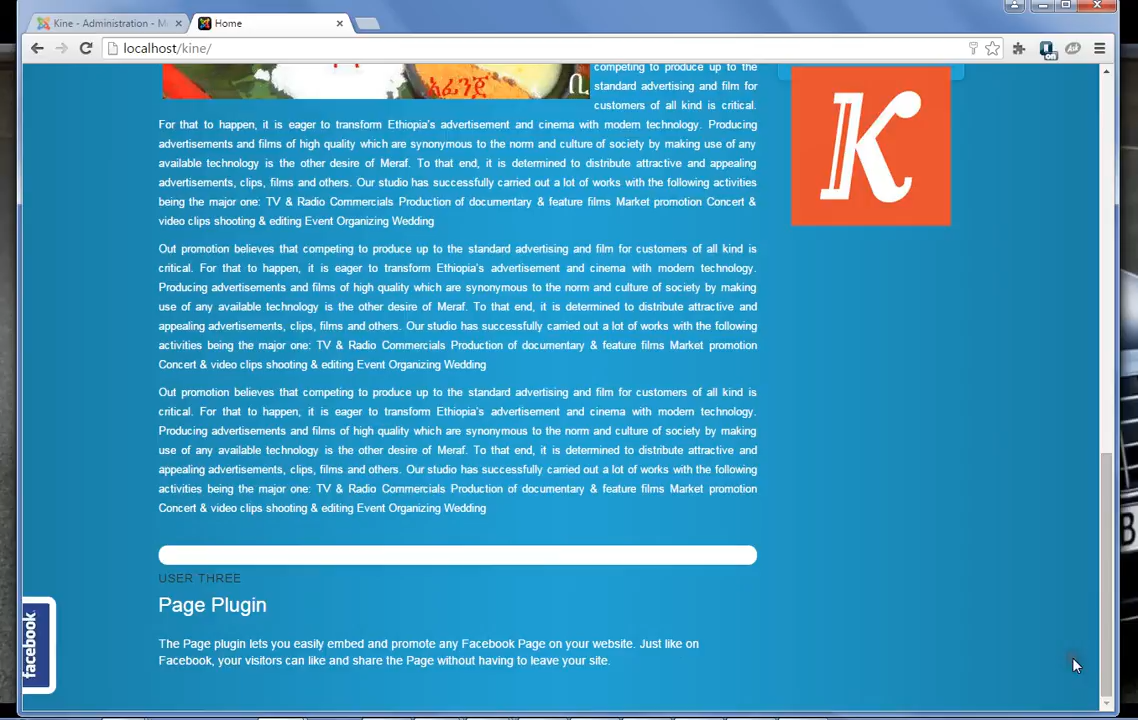 Kine - Administration - M
Home
localhost/kine/
አፊንጀ
ቢ
competing to produce up to the
standard advertising and film for
customers of all kind is critical.
For that to happen, it is eager to transform Ethiopia's advertisement and cinema with modern technology. Producing
advertisements and films of high quality which are synonymous to the norm and culture of society by making use of any
available technology is the other desire of Meraf. To that end, it is determined to distribute attractive and appealing
advertisements, clips, films and others. Our studio has successfully carried out a lot of works with the following activities
being the major one: TV & Radio Commercials Production of documentary & feature films Market promotion Concert &
video clips shooting & editing Event Organizing Wedding
K
Out promotion believes that competing to produce up to the standard advertising and film for customers of all kind is
critical. For that to happen, it is eager to transform Ethiopia's advertisement and cinema with modern technology.
Producing advertisements and films of high quality which are synonymous to the norm and culture of society by making
use of any available technology is the other desire of Meraf. To that end, it is determined to distribute attractive and
appealing advertisements, clips, films and others. Our studio has successfully carried out a lot of works with the following
activities being the major one: TV & Radio Commercials Production of documentary & feature films Market promotion
Concert & video clips shooting & editing Event Organizing Wedding
Out promotion believes that competing to produce up to the standard advertising and film for customers of all kind is
critical. For that to happen, it is eager to transform Ethiopia's advertisement and cinema with modern technology.
Producing advertisements and films of high quality which are synonymous to the norm and culture of society by making
use of any available technology is the other desire of Meraf. To that end, it is determined to distribute attractive and
appealing advertisements, clips, films and others. Our studio has successfully carried out a lot of works with the following
activities being the major one: TV & Radio Commercials Production of documentary & feature films Market promotion
Concert & video clips shooting & editing Event Organizing Wedding
USER THREE
Page Plugin
facebook
The Page plugin lets you easily embed and promote any Facebook Page on your website. Just like on
Facebook, your visitors can like and share the Page without having to leave your site.